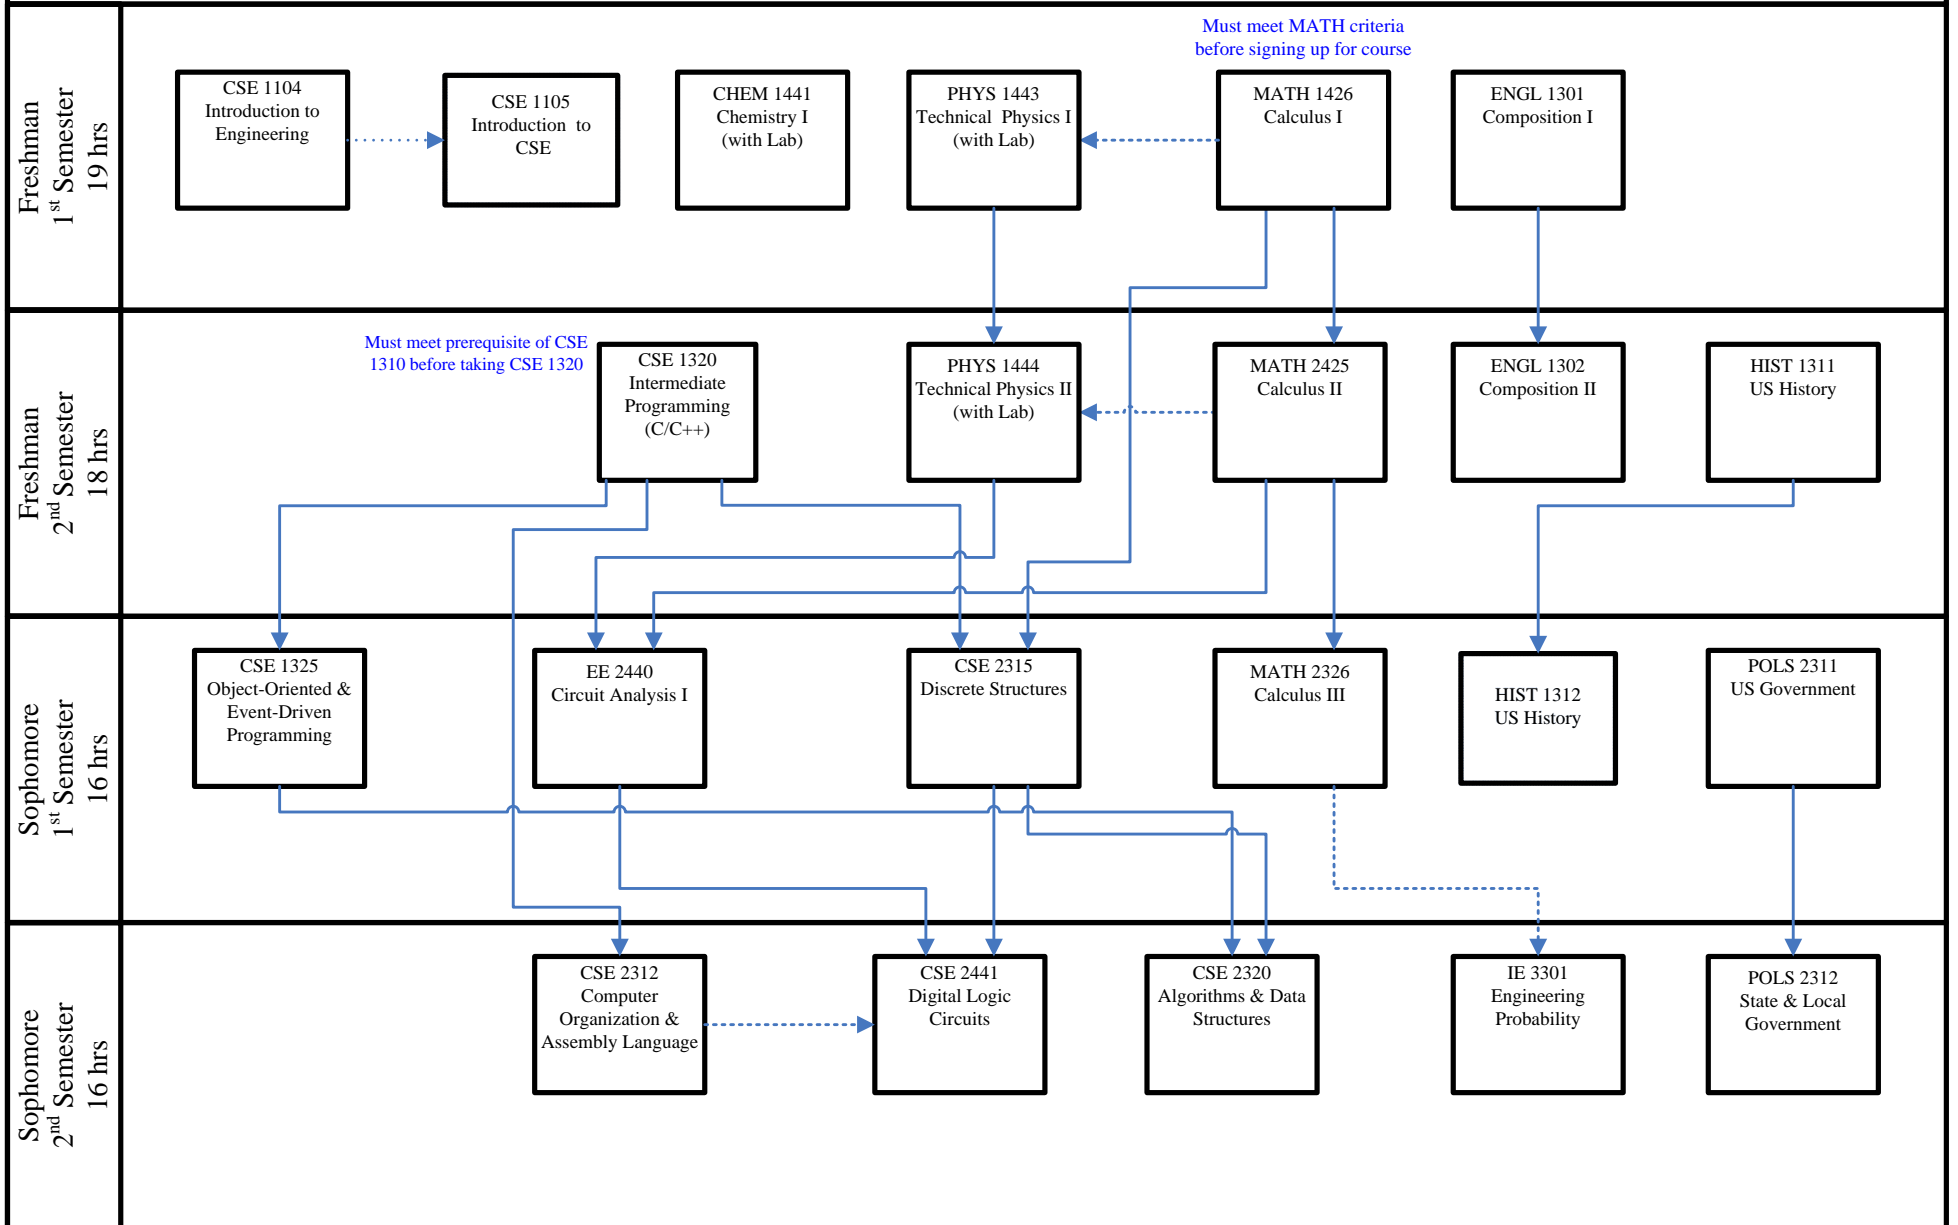 Freshman
1st Semester
19 hrs
Must meet MATH criteria
before signing up for course
CSE 1104
Introduction to
Engineering
CSE 1105
Introduction to
CSE
CHEM 1441
Chemistry I
(with Lab)
PHYS 1443
Technical Physics I
(with Lab)
MATH 1426
Calculus I
ENGL 1301
Composition I
Freshman
2nd Semester
18 hrs
Must meet prerequisite of CSE
1310 before taking CSE 1320
CSE 1320
Intermediate
Programming
(C/C++)
PHYS 1444
Technical Physics II
(with Lab)
MATH 2425
Calculus II
ENGL 1302
Composition II
HIST 1311
US History
Sophomore
1st Semester
16 hrs
CSE 1325
Object-Oriented &
Event-Driven
Programming
EE 2440
Circuit Analysis I
CSE 2315
Discrete Structures
MATH 2326
Calculus III
HIST 1312
US History
POLS 2311
US Government
Sophomore
2nd Semester
16 hrs
CSE 2312
Computer
Organization &
Assembly Language
CSE 2441
Digital Logic
Circuits
CSE 2320
Algorithms & Data
Structures
IE 3301
Engineering
Probability
POLS 2312
State & Local
Government